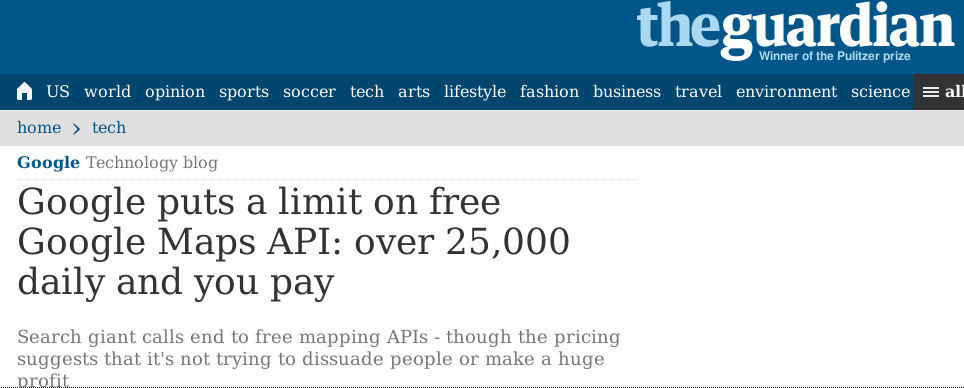 theguardian
Winner of the Pulitzer prize
US world opinion sports soccer tech arts lifestyle fashion business travel environment science all
home tech
Google Technology blog
Google puts a limit on free
Google Maps API: over 25,000
daily and you pay
Search giant calls end to free mapping APIs - though the pricing
suggests that it's not trying to dissuade people or make a huge
profit